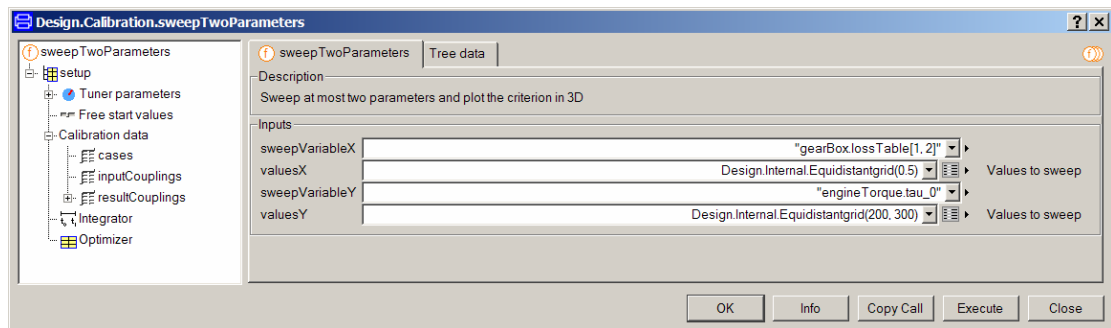 Design.Calibration.sweepTwoParameters
? ×
sweepTwoParameters
setup
Tuner parameters
Free start values
Calibration data
cases
inputCouplings
resultCouplings
Integrator
Optimizer
sweepTwoParameters Tree data
Description
Sweep at most two parameters and plot the criterion in 3D
Inputs
sweepVariableX "gearBox.lossTable[1, 2]"
valuesX Design.Internal.Equidistantgrid(0.5) Values to sweep
sweepVariableY "engineTorque.tau_0"
valuesY Design.Internal.Equidistantgrid(200, 300) Values to sweep
OK Info Copy Call Execute Close